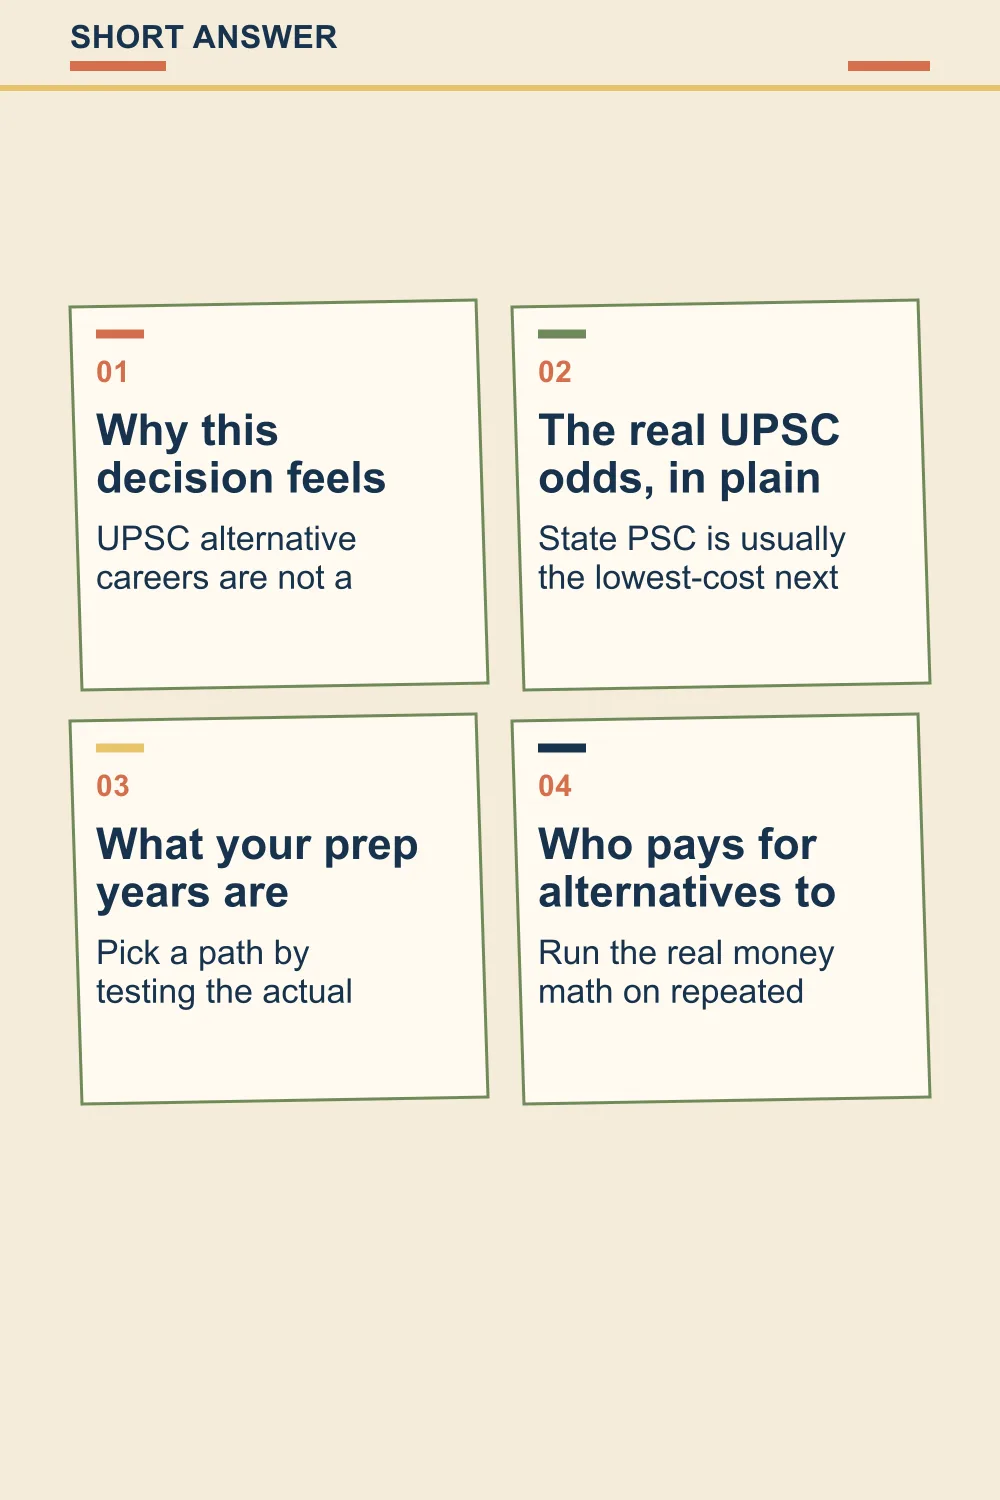 SHORT ANSWER
01
Why this
decision feels
UPSC alternative
careers are not a
02
The real UPSC
odds, in plain
State PSC is usually
the lowest-cost next
03
What your prep
years are
Pick a path by
testing the actual
04
Who pays for
alternatives to
Run the real money
math on repeated